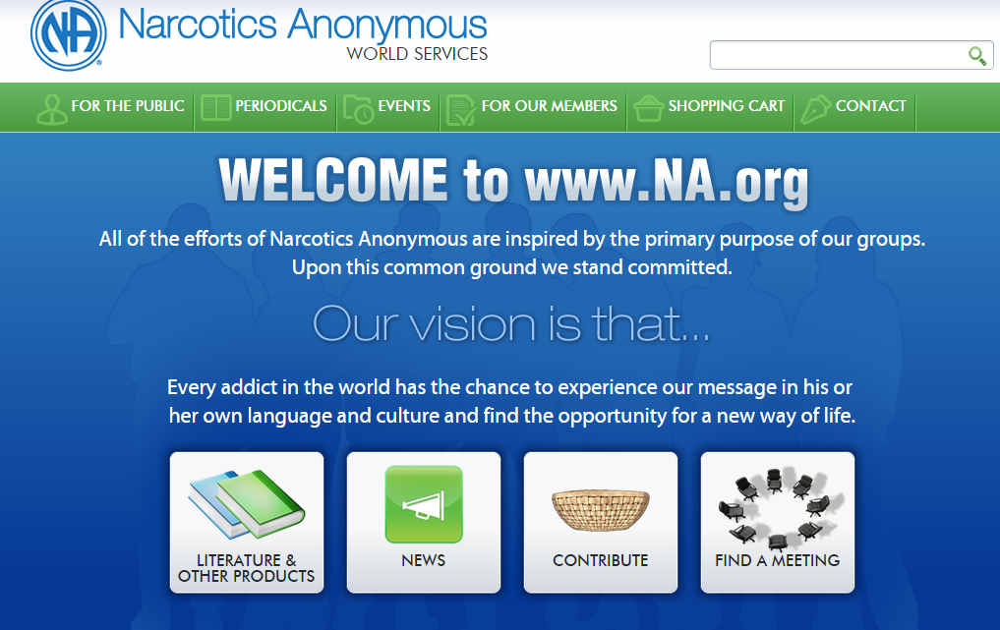 NA
Narcotics Anonymous
WORLD SERVICES
FOR THE PUBLIC
PERIODICALS
EVENTS
FOR OUR MEMBERS
SHOPPING CART
CONTACT
WELCOME to www.NA.org
All of the efforts of Narcotics Anonymous are inspired by the primary purpose of our groups.
Upon this common ground we stand committed.
Our vision is that...
Every addict in the world has the chance to experience our message in his or
her own language and culture and find the opportunity for a new way of life.
LITERATURE &
OTHER PRODUCTS
NEWS
CONTRIBUTE
FIND A MEETING